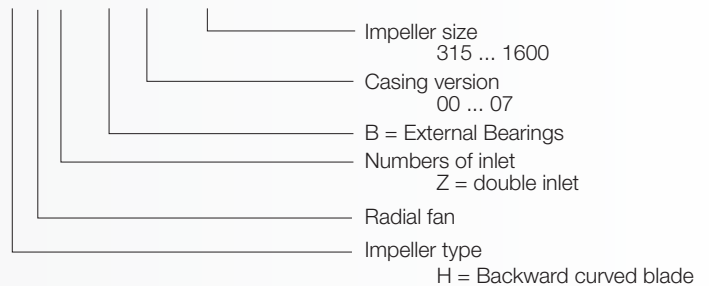 Impeller size
315 ... 1600
Casing version
00 ... 07
B = External Bearings
Numbers of inlet
Z = double inlet
Radial fan
Impeller type
H = Backward curved blade